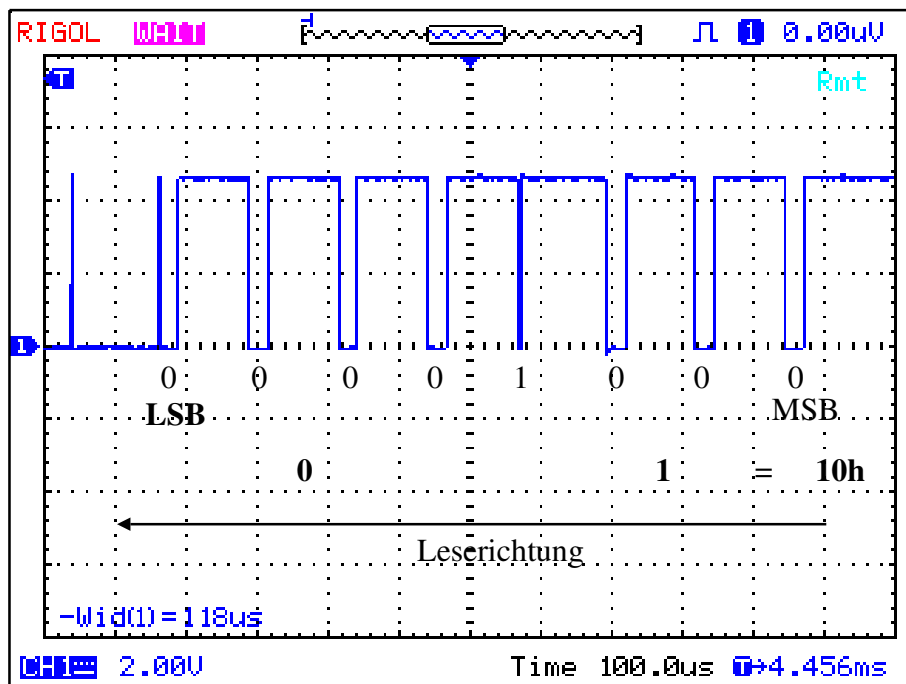 RIGOL WAIT 1 0.00uV
T Rmt
1
0 0 0 0 1 0 0 0
LSB MSB
0 1 = 10h
Leserichtung
-Wid(1)=118us
CH1 2.00V Time 100.0us T→4.456ms